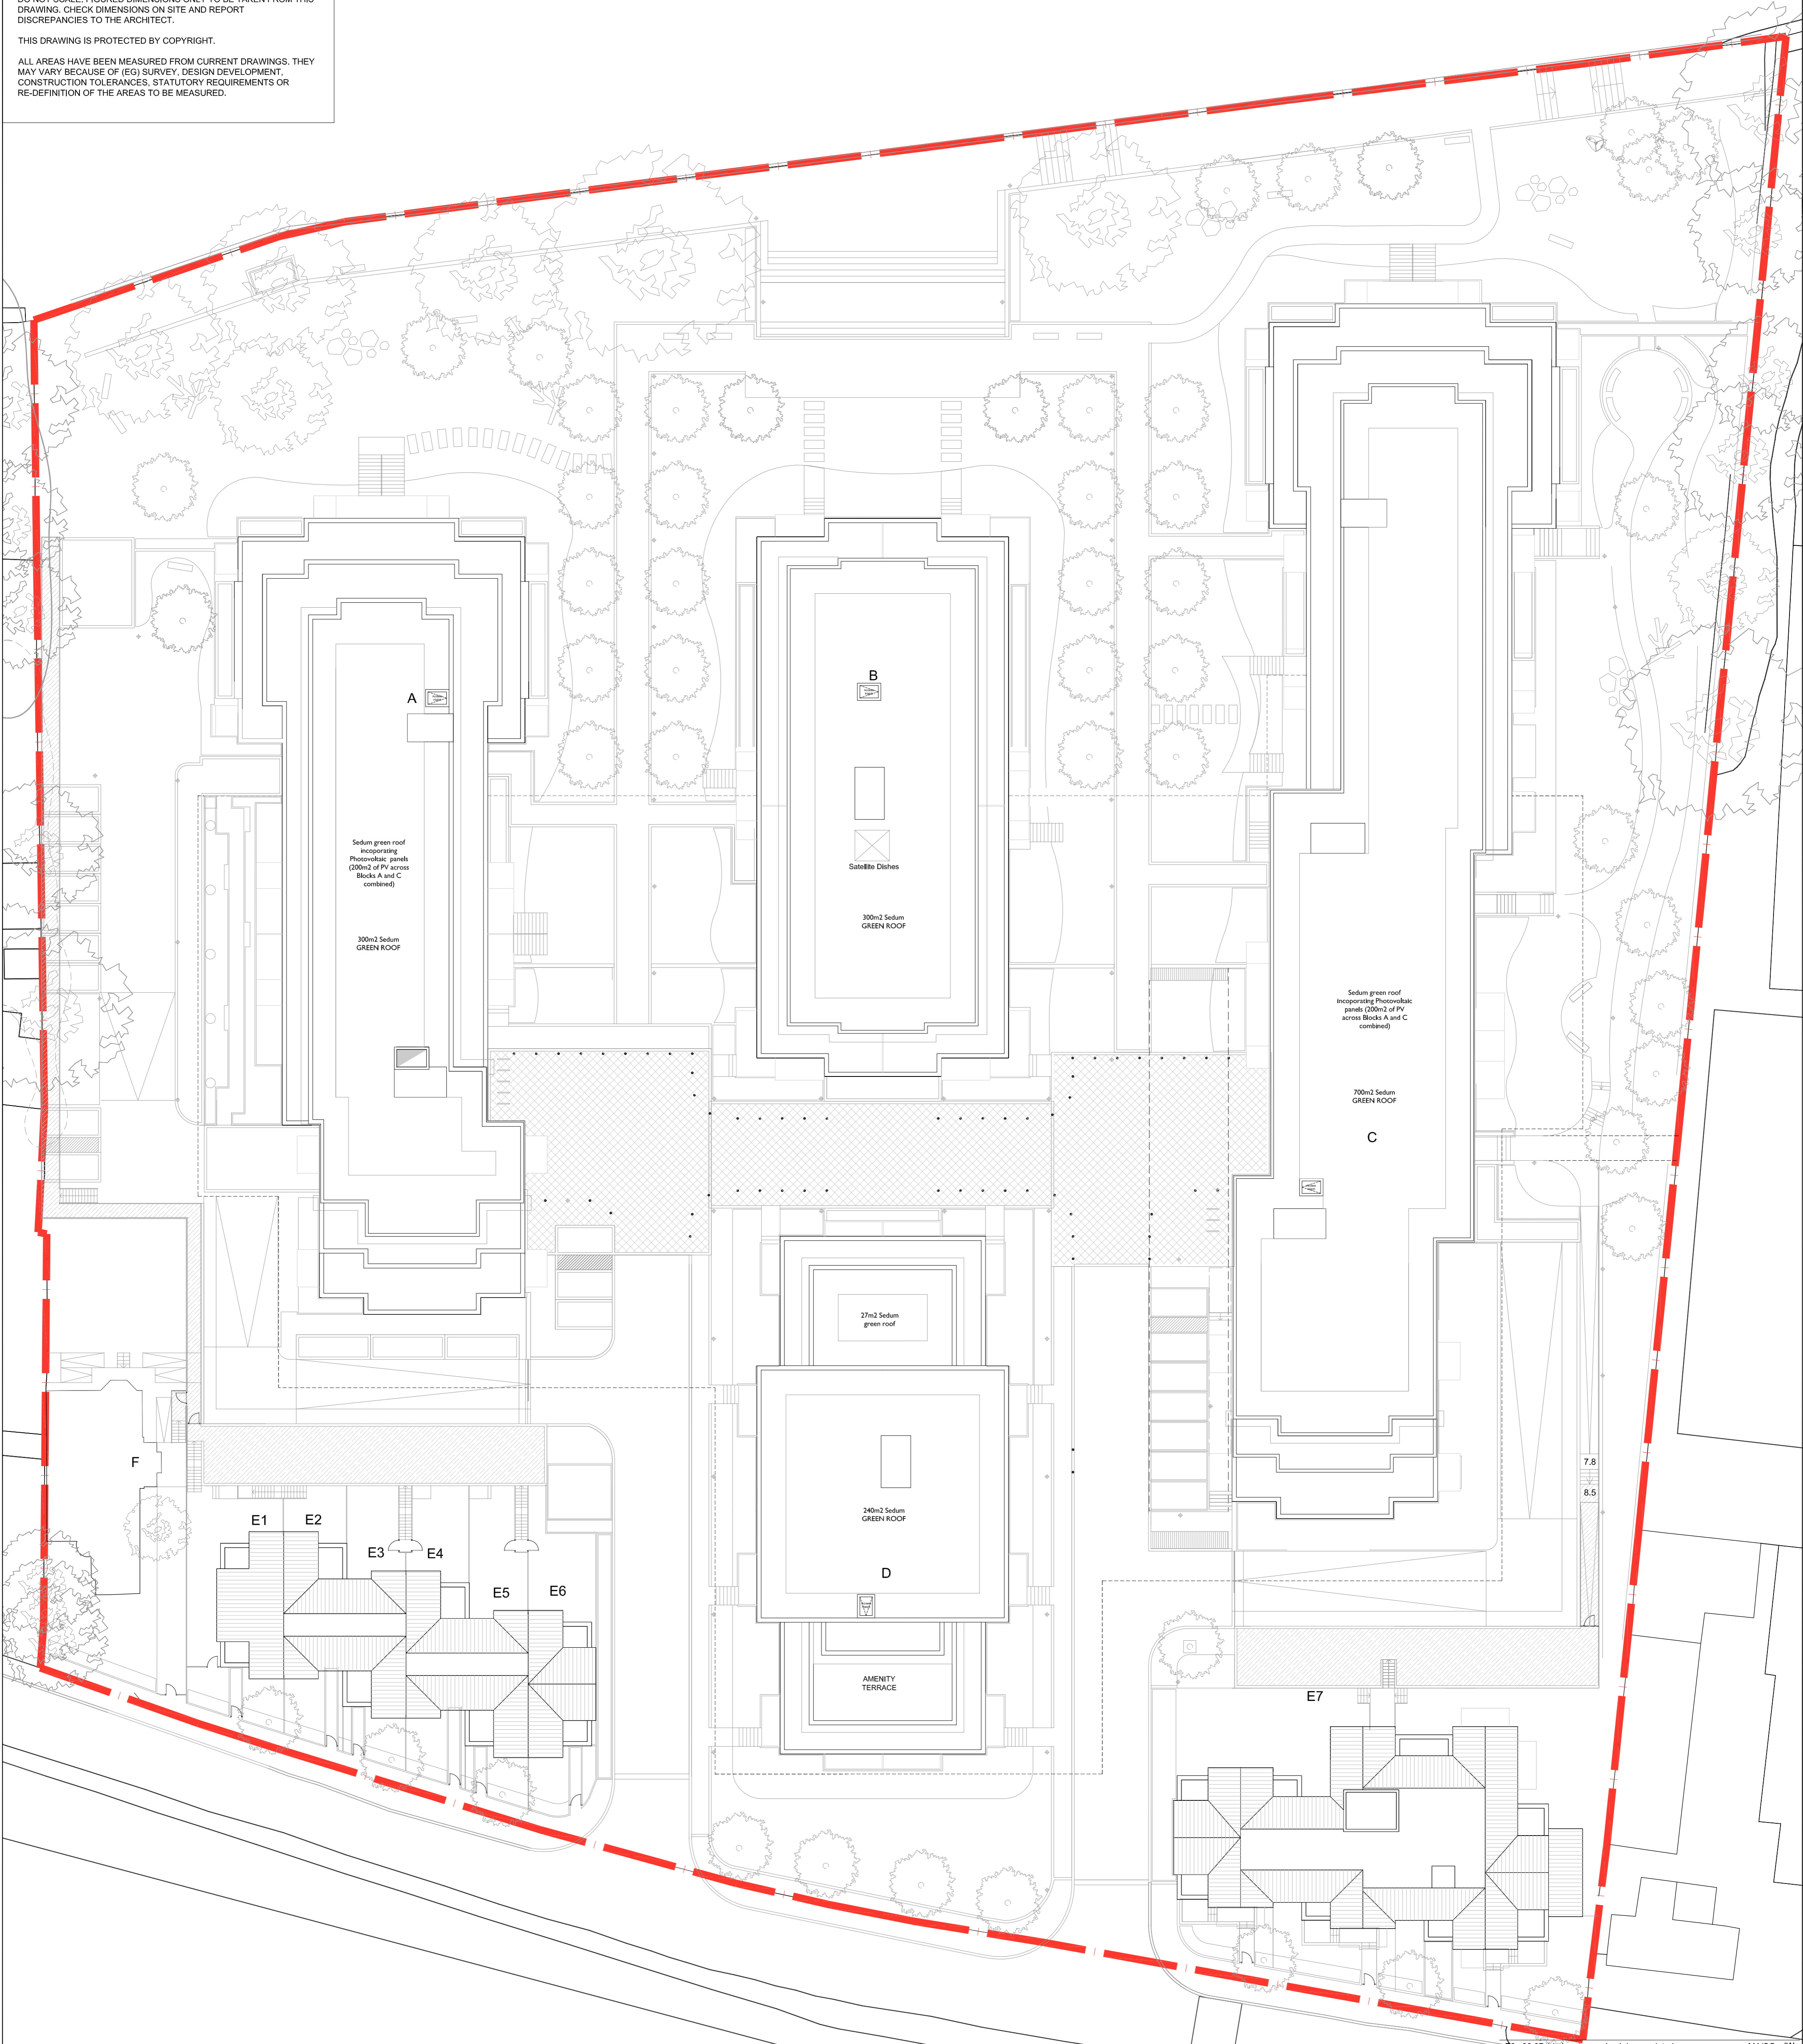 DRAWING. CHECK DIMENSIONS ON SITE AND REPORT
DISCREPANCIES TO THE ARCHITECT.
THIS DRAWING IS PROTECTED BY COPYRIGHT.
ALL AREAS HAVE BEEN MEASURED FROM CURRENT DRAWINGS. THEY
MAY VARY BECAUSE OF (EG) SURVEY, DESIGN DEVELOPMENT,
CONSTRUCTION TOLERANCES, STATUTORY REQUIREMENTS OR
RE-DEFINITION OF THE AREAS TO BE MEASURED.
A
B
Sedum green roof
incoporating
Photovoltaic panels
(200m2 of PV across
Blocks A and C
combined)
300m2 Sedum
GREEN ROOF
Satellite Dishes
300m2 Sedum
GREEN ROOF
Sedum green roof
incoporating Photovoltaic
panels (200m2 of PV
across Blocks A and C
combined)
700m2 Sedum
GREEN ROOF
C
27m2 Sedum
green roof
240m2 Sedum
GREEN ROOF
D
AMENITY
TERRACE
F
E1
E2
E3
E4
E5
E6
7.8
8.5
E7